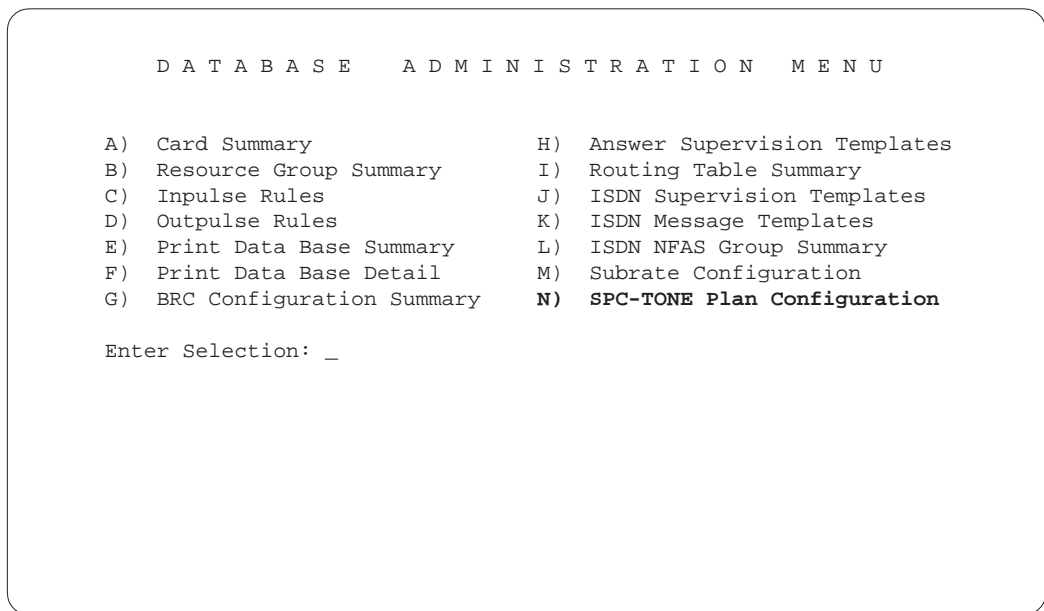 D A T A B A S E   A D M I N I S T R A T I O N   M E N U
A)  Card Summary                 H)  Answer Supervision Templates
B)  Resource Group Summary       I)  Routing Table Summary
C)  Inpulse Rules                J)  ISDN Supervision Templates
D)  Outpulse Rules               K)  ISDN Message Templates
E)  Print Data Base Summary      L)  ISDN NFAS Group Summary
F)  Print Data Base Detail       M)  Subrate Configuration
G)  BRC Configuration Summary    N)  SPC-TONE Plan Configuration
Enter Selection: _